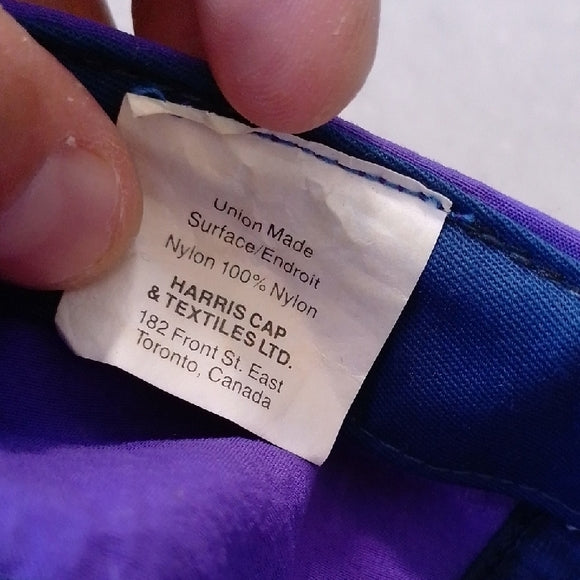 Union Made
Surface/Endroit
Nylon 100% Nylon
HARRIS CAP
& TEXTILES LTD.
182 Front St. East
Toronto, Canada